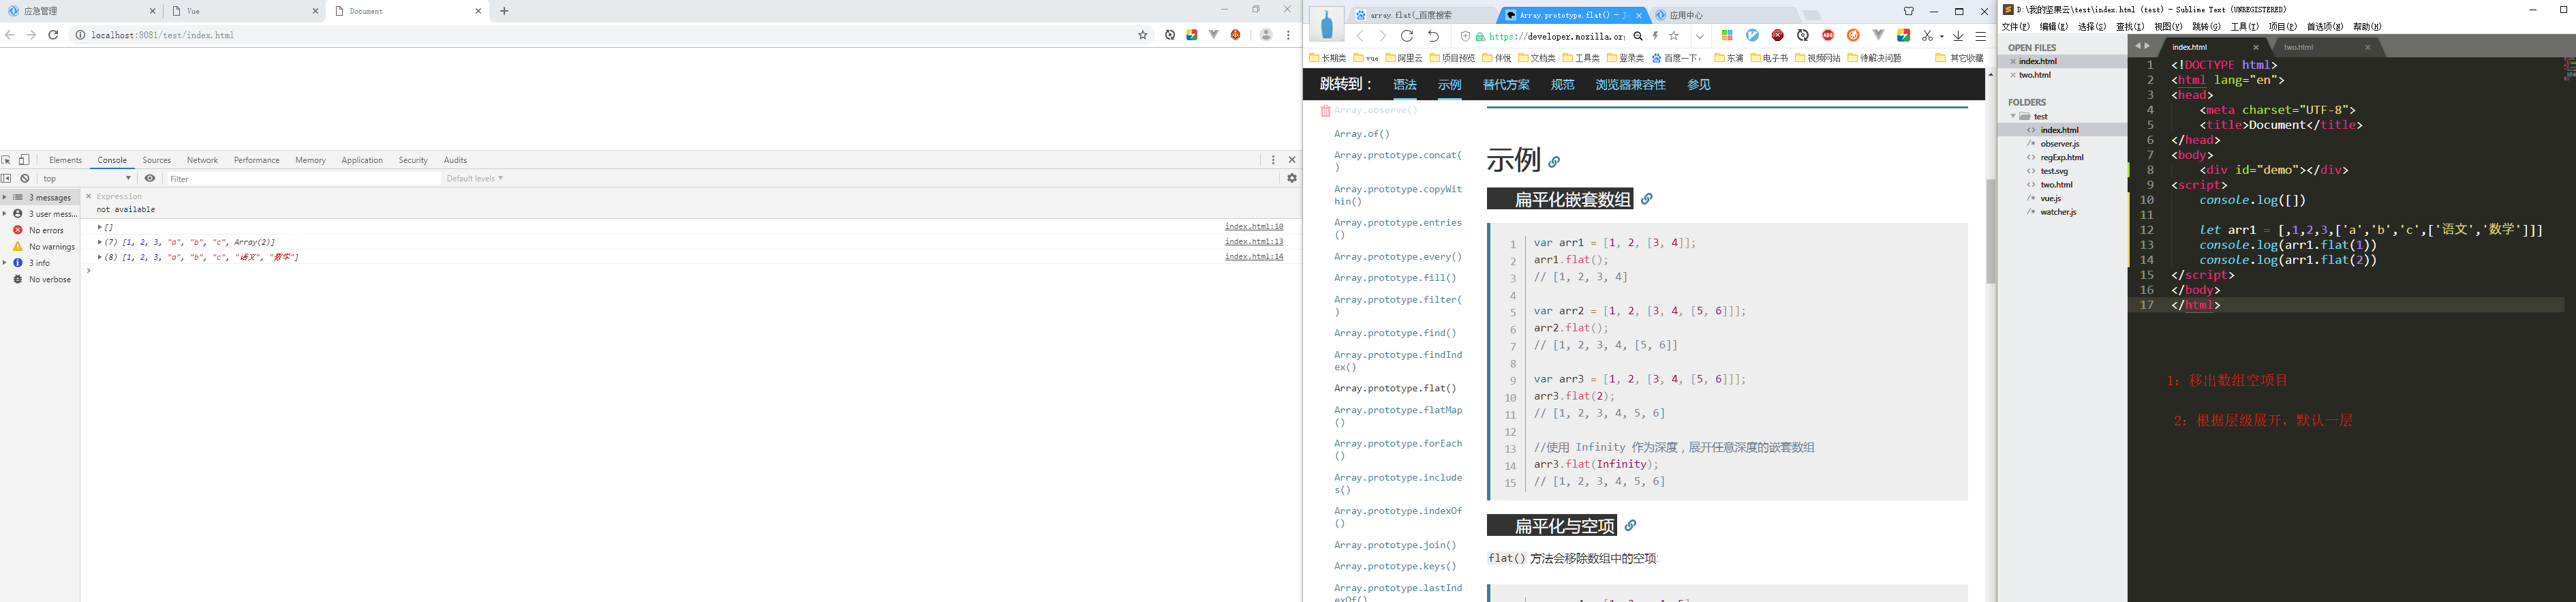 应急管理
Vue
Document
localhost:8081/test/index.html
Elements Console Sources Network Performance Memory Application Security Audits
top
Filter
Default levels ▼
3 messages
3 user mess...
No errors
No warnings
3 info
No verbose
Expression
not available
[] index.html:10
(7) [1, 2, 3, "a", "b", "c", Array(2)] index.html:13
(8) [1, 2, 3, "a", "b", "c", "语文", "数学"] index.html:14
array.flat(_百度搜索
Array.prototype.flat() - J
应用中心
https://developer.mozilla.or
长期类 vue 阿里云 项目预览 伴悦 文档类 工具类 登录类 百度一下, 东浦 电子书 视频网站 待解决问题 其它收藏
跳转到: 语法 示例 替代方案 规范 浏览器兼容性 参见
Array.observe()
Array.of()
Array.prototype.concat(
)
Array.prototype.copyWit
hin()
Array.prototype.entries
()
Array.prototype.every()
Array.prototype.fill()
Array.prototype.filter(
)
Array.prototype.find()
Array.prototype.findInd
ex()
Array.prototype.flat()
Array.prototype.flatMap
()
Array.prototype.forEach
()
Array.prototype.include
s()
Array.prototype.indexOf
()
Array.prototype.join()
Array.prototype.keys()
Array.prototype.lastInd
exOf()
示例
扁平化嵌套数组
1 var arr1 = [1, 2, [3, 4]];
2 arr1.flat();
3 // [1, 2, 3, 4]
4
5 var arr2 = [1, 2, [3, 4, [5, 6]]];
6 arr2.flat();
7 // [1, 2, 3, 4, [5, 6]]
8
9 var arr3 = [1, 2, [3, 4, [5, 6]]];
10 arr3.flat(2);
11 // [1, 2, 3, 4, 5, 6]
12
13 //使用 Infinity 作为深度，展开任意深度的嵌套数组
14 arr3.flat(Infinity);
15 // [1, 2, 3, 4, 5, 6]
扁平化与空项
flat() 方法会移除数组中的空项:
D:\我的坚果云\test\index.html (test) - Sublime Text (UNREGISTERED)
文件(F) 编辑(E) 选择(S) 查找(I) 视图(V) 跳转(G) 工具(T) 项目(P) 首选项(N) 帮助(H)
OPEN FILES
index.html
two.html
FOLDERS
test
index.html
observer.js
regExp.html
test.svg
two.html
vue.js
watcher.js
index.html
two.html
1 <!DOCTYPE html>
2 <html lang="en">
3 <head>
4 <meta charset="UTF-8">
5 <title>Document</title>
6 </head>
7 <body>
8 <div id="demo"></div>
9 <script>
10 console.log([])
11
12 let arr1 = [,1,2,3,['a','b','c',['语文','数学']]]
13 console.log(arr1.flat(1))
14 console.log(arr1.flat(2))
15 </script>
16 </body>
17 </html>
1: 移出数组空项目
2: 根据层级展开, 默认一层